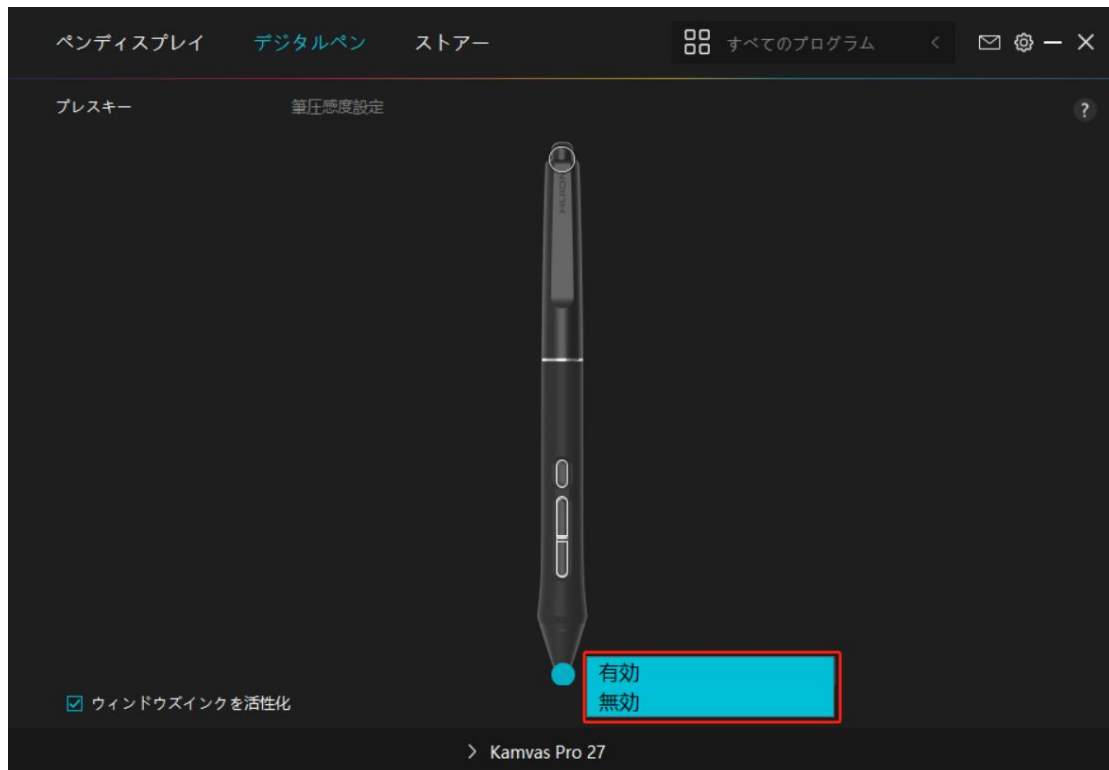 ペンディスプレイ デジタルペン ストアー すべてのプログラム <
プレスキー 筆圧感度設定 ?
HUION
有効
無効
ウィンドウズインクを活性化
> Kamvas Pro 27